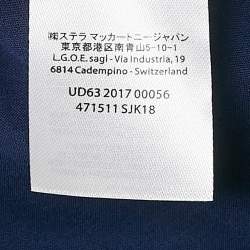 ㈱ステラ マッカートニージャパン
東京都港区南青山5-10-1
L.G.O.E. sagl - Via Industria, 19
6814 Cadempino - Switzerland
UD63 2017 00056
471511 SJK18